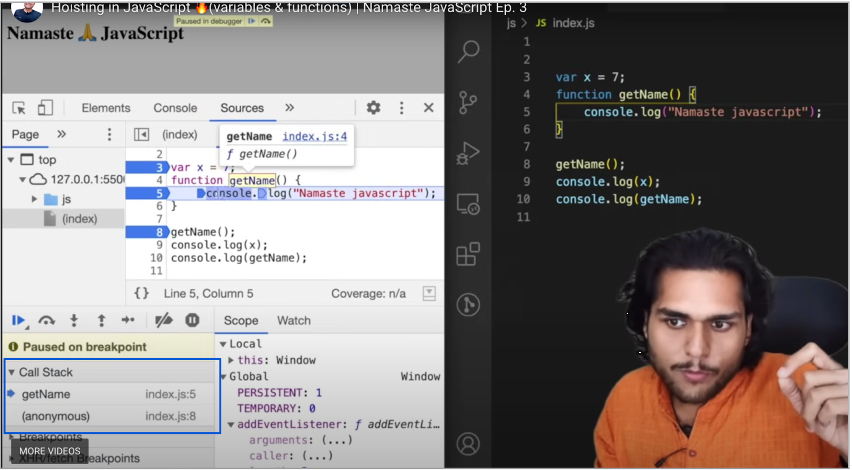 Hoisting in JavaScript 🔥(variables & functions) | Namaste JavaScript Ep. 3
Paused in debugger
Namaste 🙏 JavaScript
Elements Console Sources »
Page » (index)
top
127.0.0.1:5500
js
(index)
getName index.js:4
ƒ getName()
2
3 var x = 7;
4 function getName() {
5 console.log("Namaste javascript");
6 }
7
8 getName();
9 console.log(x);
10 console.log(getName);
11
{} Line 5, Column 5 Coverage: n/a
Paused on breakpoint
Call Stack
getName index.js:5
(anonymous) index.js:8
Breakpoints
MORE VIDEOS
XHR/fetch Breakpoints
Scope Watch
Local
this: Window
Global Window
PERSISTENT: 1
TEMPORARY: 0
addEventListener: ƒ addEventLi…
arguments: (...)
caller: (...)
js > JS index.js
1
2
3 var x = 7;
4 function getName() {
5 console.log("Namaste javascript");
6 }
7
8 getName();
9 console.log(x);
10 console.log(getName);
11